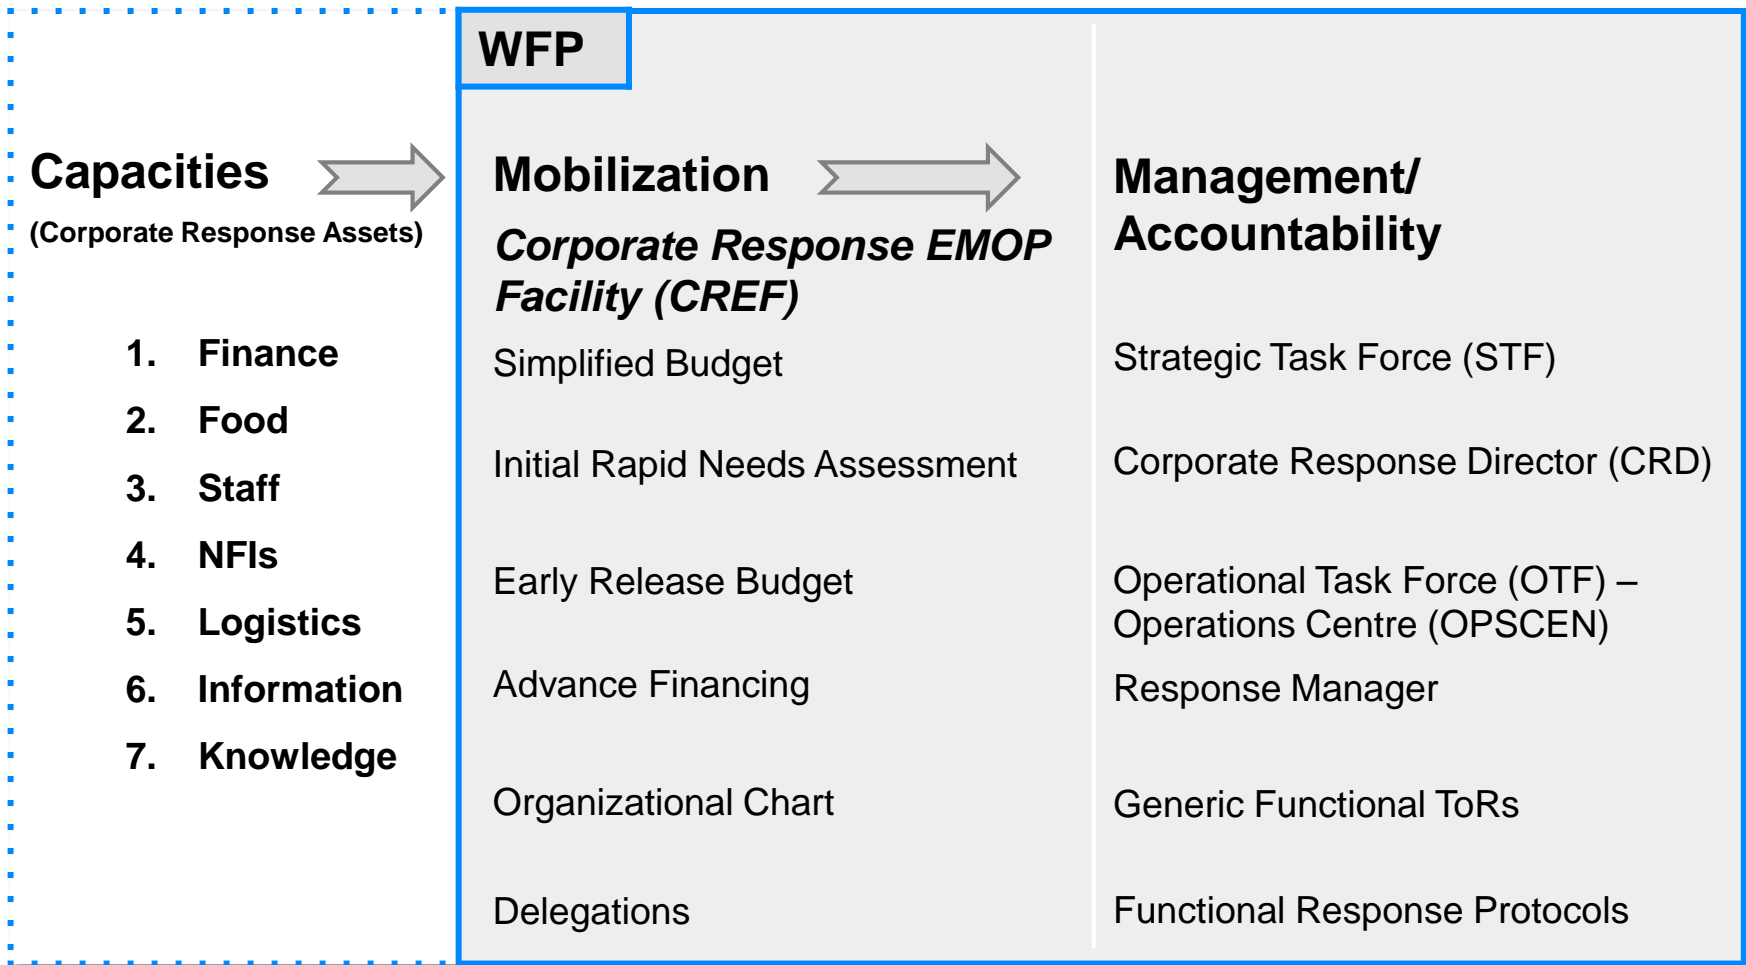 WFP
Capacities
(Corporate Response Assets)
1. Finance
2. Food
3. Staff
4. NFIs
5. Logistics
6. Information
7. Knowledge
Mobilization
Corporate Response EMOP
Facility (CREF)
Simplified Budget
Initial Rapid Needs Assessment
Early Release Budget
Advance Financing
Organizational Chart
Delegations
Management/
Accountability
Strategic Task Force (STF)
Corporate Response Director (CRD)
Operational Task Force (OTF) –
Operations Centre (OPSCEN)
Response Manager
Generic Functional ToRs
Functional Response Protocols